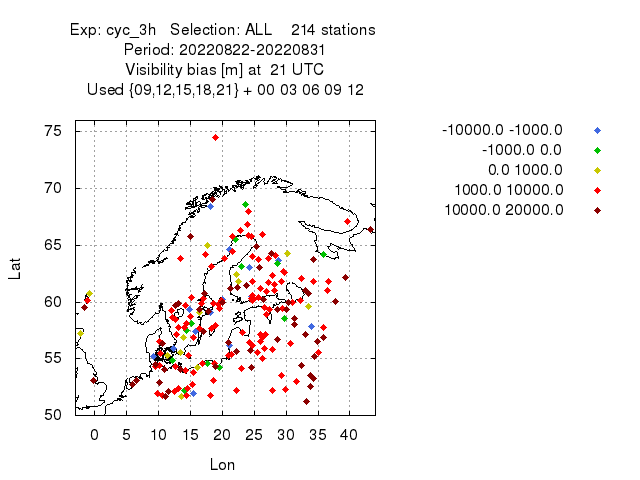 Exp: cyc_3h   Selection: ALL    214 stations
Period: 20220822-20220831
Visibility bias [m] at  21 UTC
Used {09,12,15,18,21} + 00 03 06 09 12
-10000.0 -1000.0
-1000.0 0.0
0.0 1000.0
1000.0 10000.0
10000.0 20000.0
75
70
65
60
55
50
Lat
0 5 10 15 20 25 30 35 40
Lon